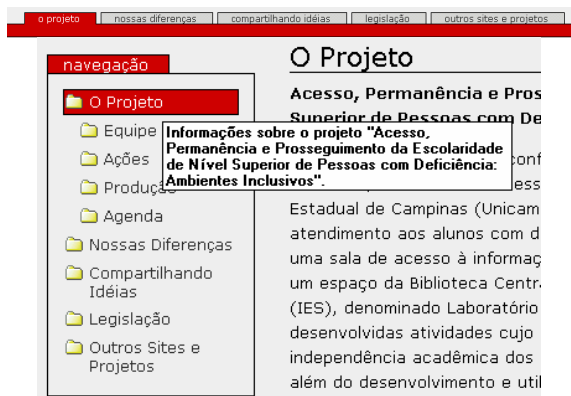 o projeto nossas diferenças compartilhando idéias legislação outros sites e projetos
navegação
O Projeto
Equipe
Ações
Agenda
Nossas Diferenças
Compartilhando
Idéias
Legislação
Outros Sites e
Projetos
Informações sobre o projeto "Acesso,
Permanência e Prosseguimento da Escolaridade
de Nível Superior de Pessoas com Deficiência:
Ambientes Inclusivos".
O Projeto
Acesso, Permanência e Pros
Superior de Pessoas com De
conf
ess
Estadual de Campinas (Unicam
atendimento aos alunos com d
uma sala de acesso à informaç
um espaço da Biblioteca Centr
(IES), denominado Laboratório
desenvolvidas atividades cujo
independência acadêmica dos
além do desenvolvimento e util